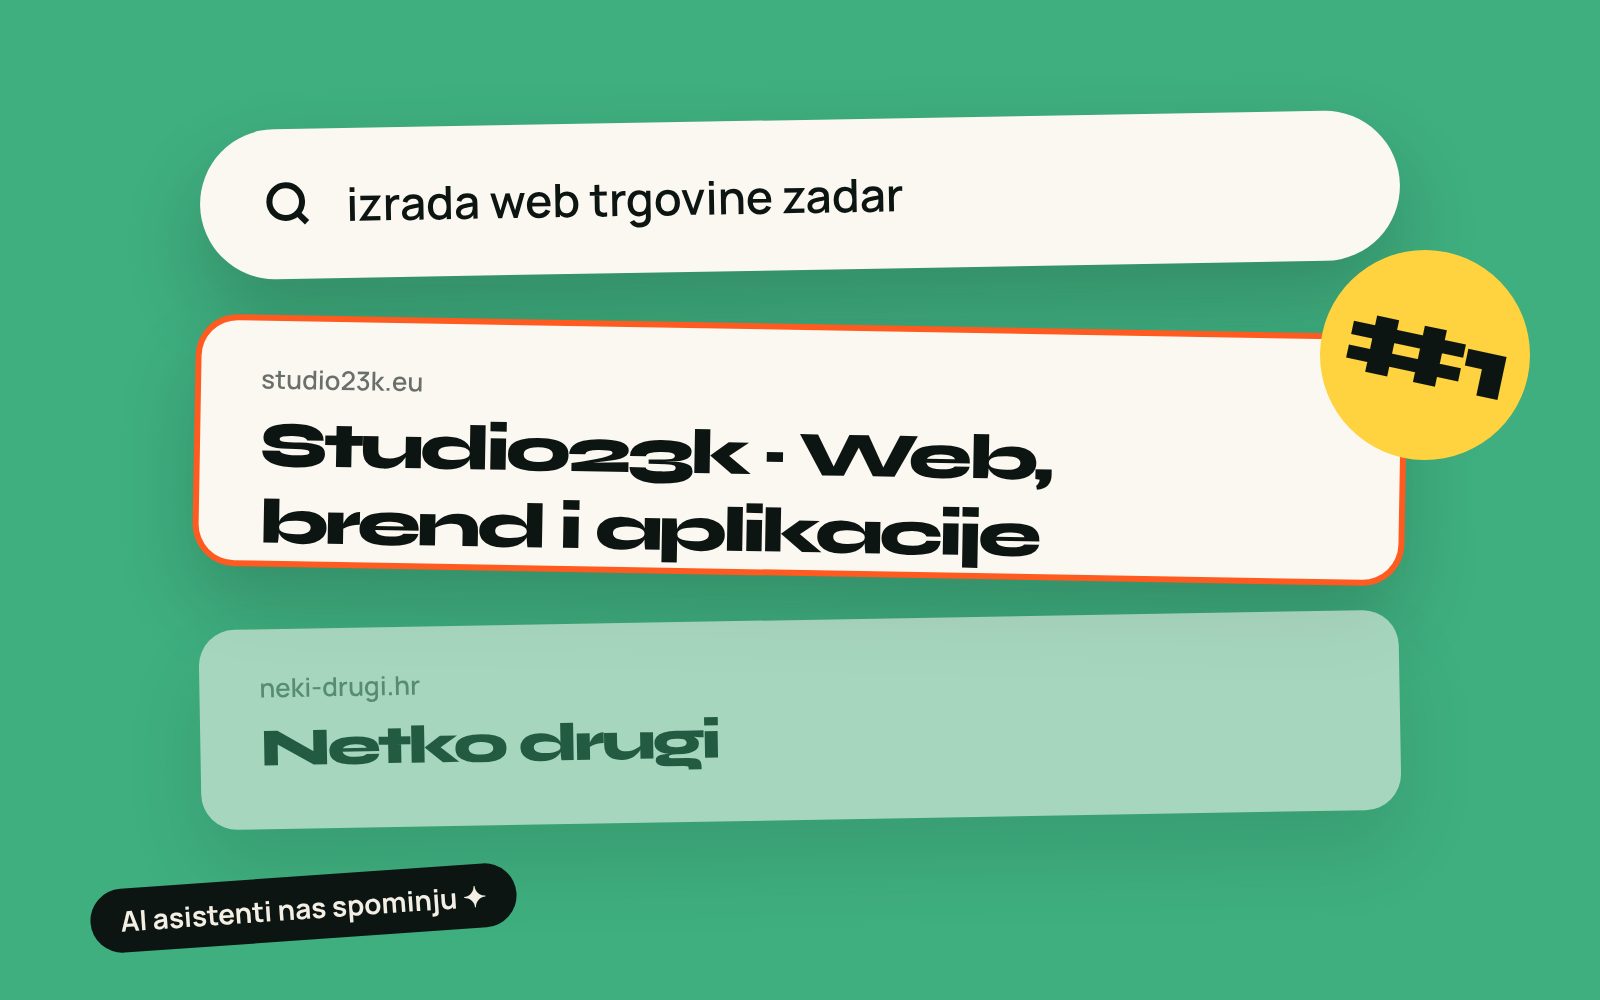 izrada web trgovine zadar
#1
studio23k.eu
Studio23k - Web,
brend i aplikacije
neki-drugi.hr
Netko drugi
AI asistenti nas spominju ✦